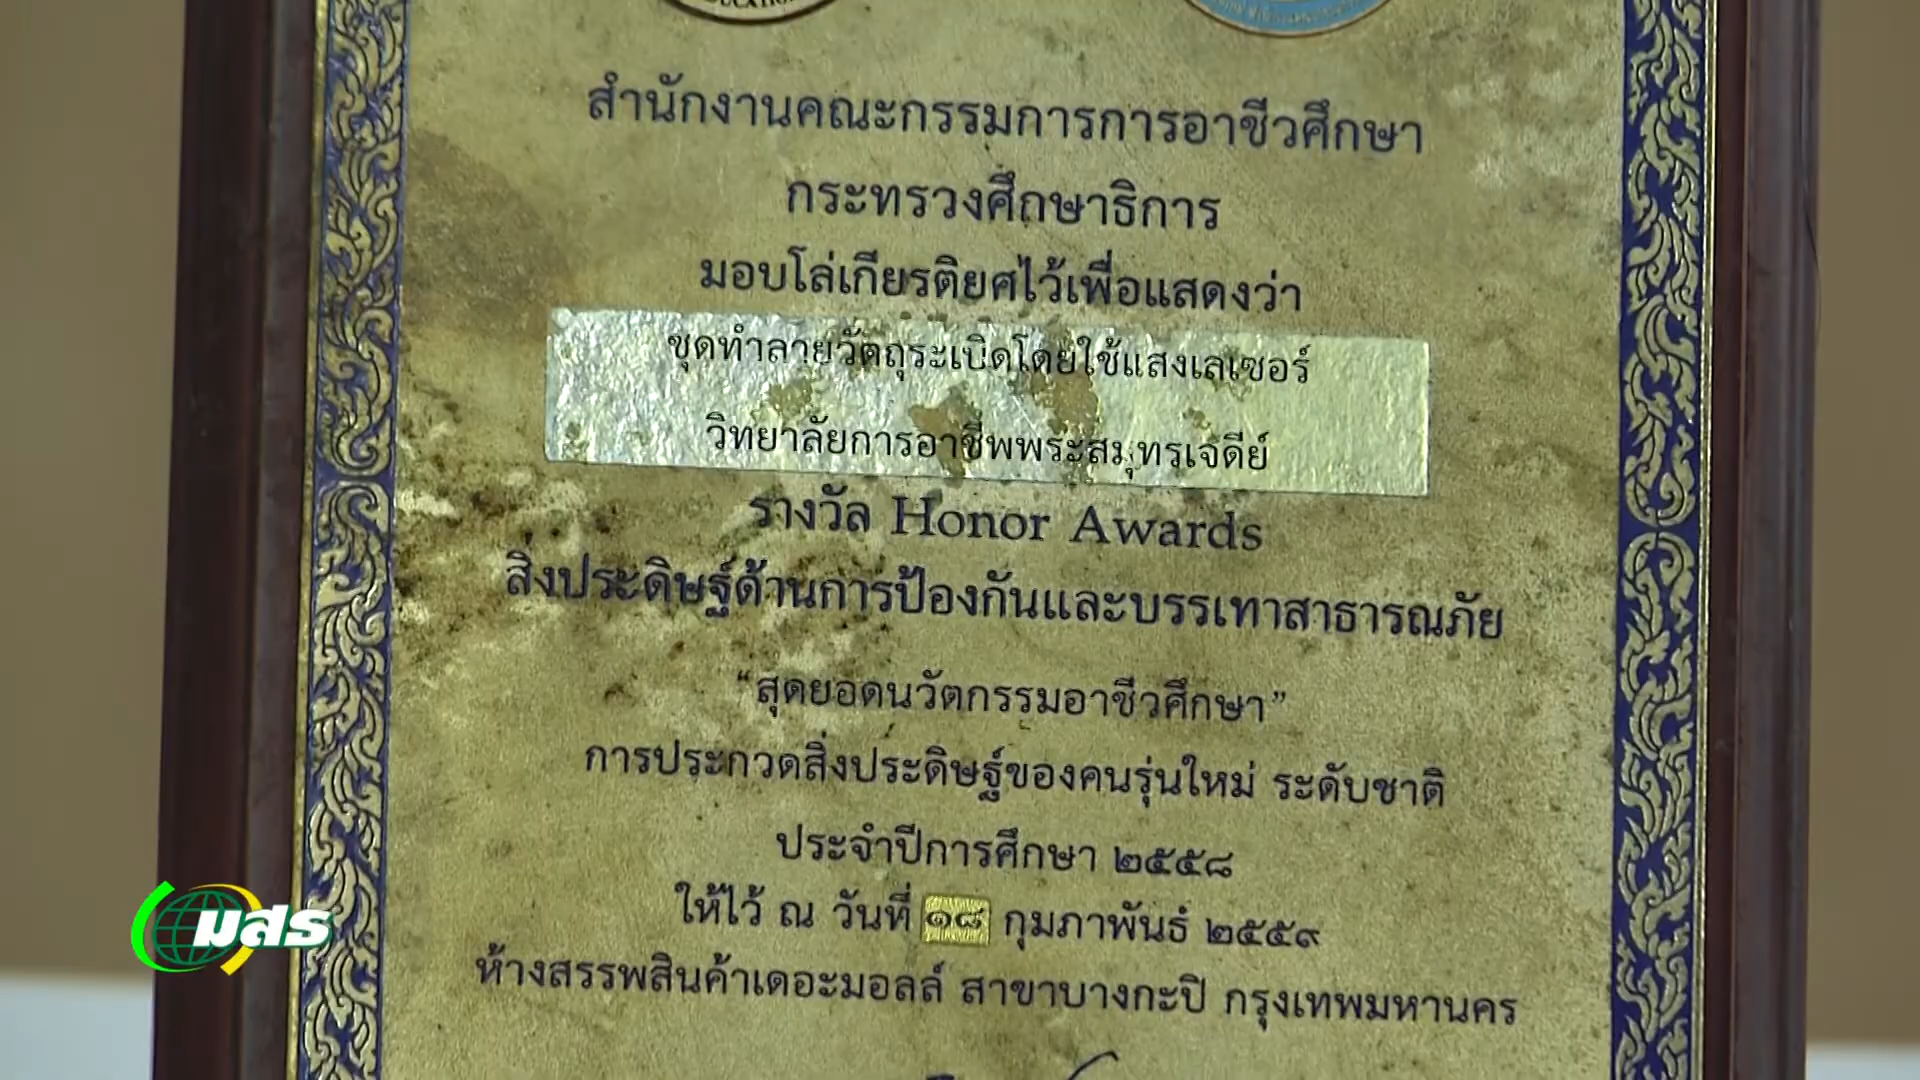 สำนักงานคณะกรรมการการอาชีวศึกษา
กระทรวงศึกษาธิการ
มอบโล่เกียรติยศไว้เพื่อแสดงว่า
ชุดทำลายวัตถุระเบิดโดยใช้แสงเลเซอร์
วิทยาลัยการอาชีพพระสมุทรเจดีย์
รางวัล Honor Awards
สิ่งประดิษฐ์ด้านการป้องกันและบรรเทาสาธารณภัย
“สุดยอดนวัตกรรมอาชีวศึกษา”
การประกวดสิ่งประดิษฐ์ของคนรุ่นใหม่ ระดับชาติ
ประจำปีการศึกษา ๒๕๕๘
ให้ไว้ ณ วันที่ ๑๘ กุมภาพันธ์ ๒๕๕๙
ห้างสรรพสินค้าเดอะมอลล์ สาขาบางกะปิ กรุงเทพมหานคร
มสธ